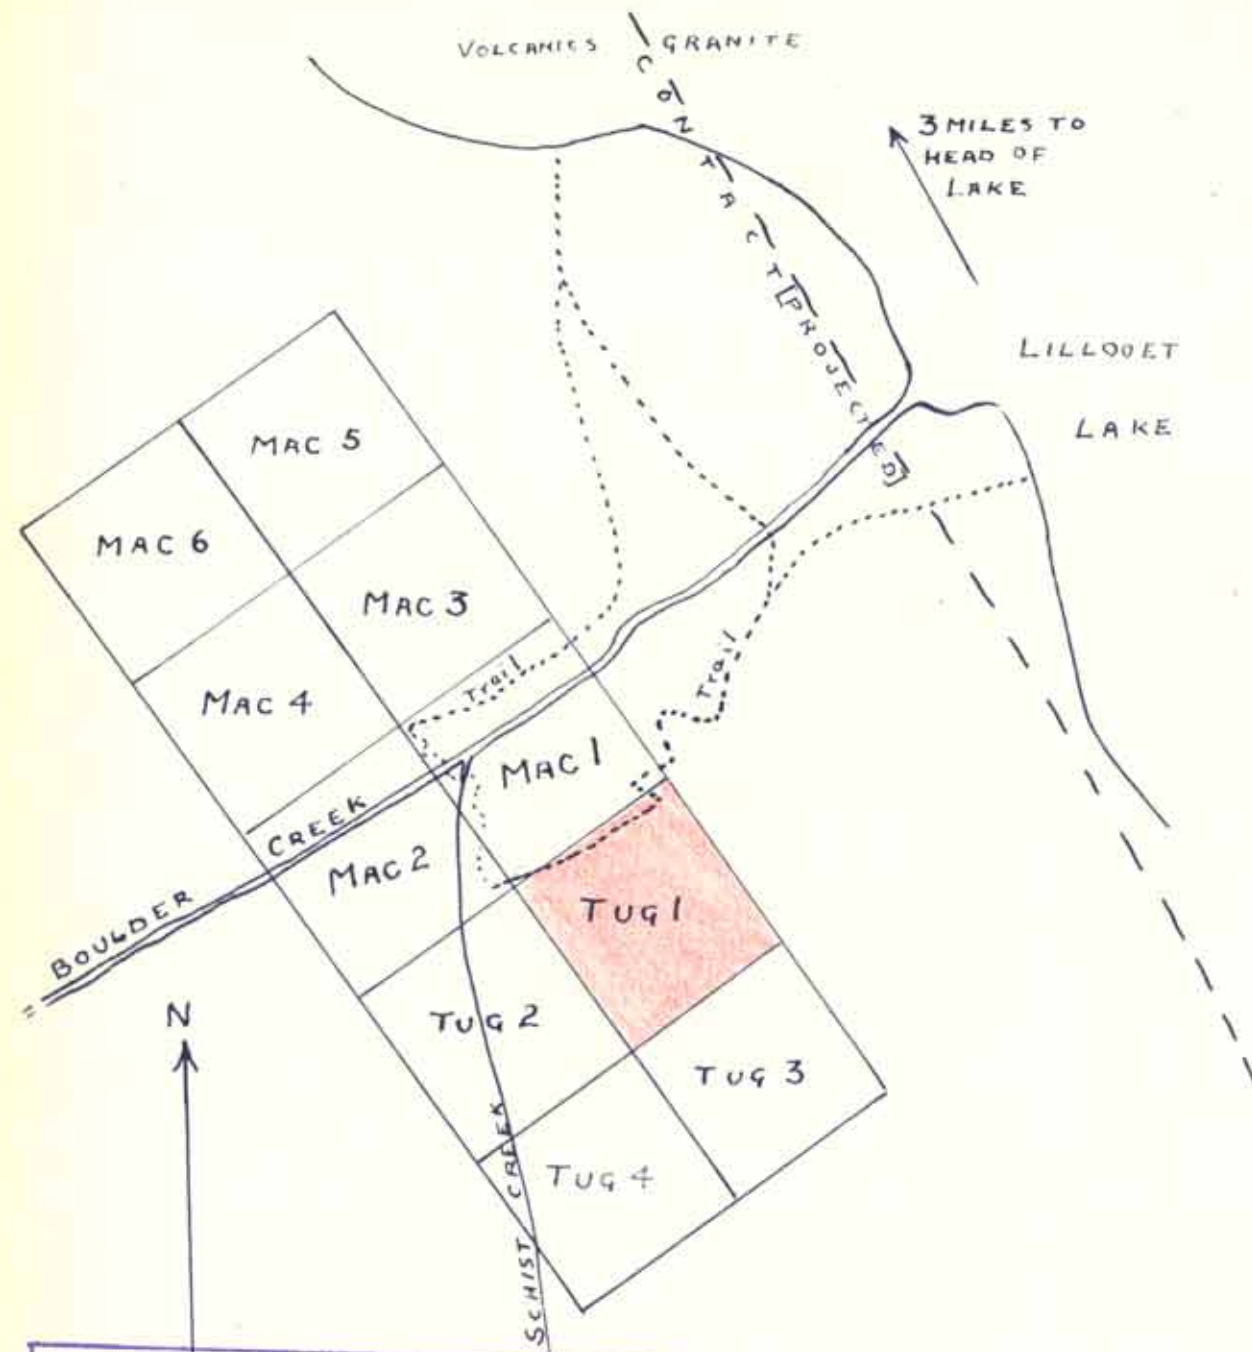 VOLCANICS GRANITE
CONTACT [PROJECTED]
3 MILES TO
HEAD OF
LAKE
LILLOOET
LAKE
MAC 5
MAC 6
MAC 3
MAC 4
Trail
Trail
MAC 1
CREEK
MAC 2
BOULDER
TUG 1
N
TUG 2
TUG 3
CREEK
TUG 4
SCHIST